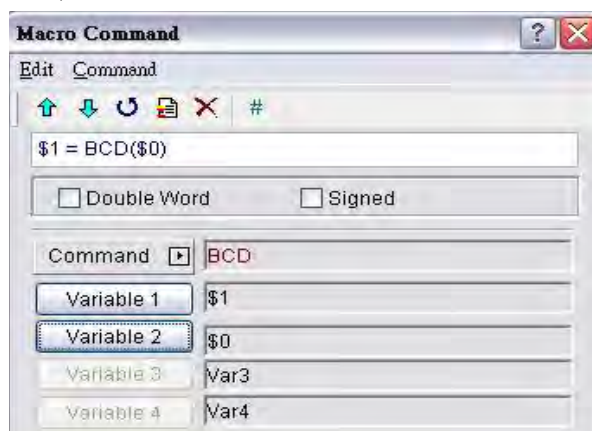 Macro Command ?
Edit Command
#
$1 = BCD($0)
Double Word Signed
Command BCD
Variable 1 $1
Variable 2 $0
Variable 3 Var3
Variable 4 Var4